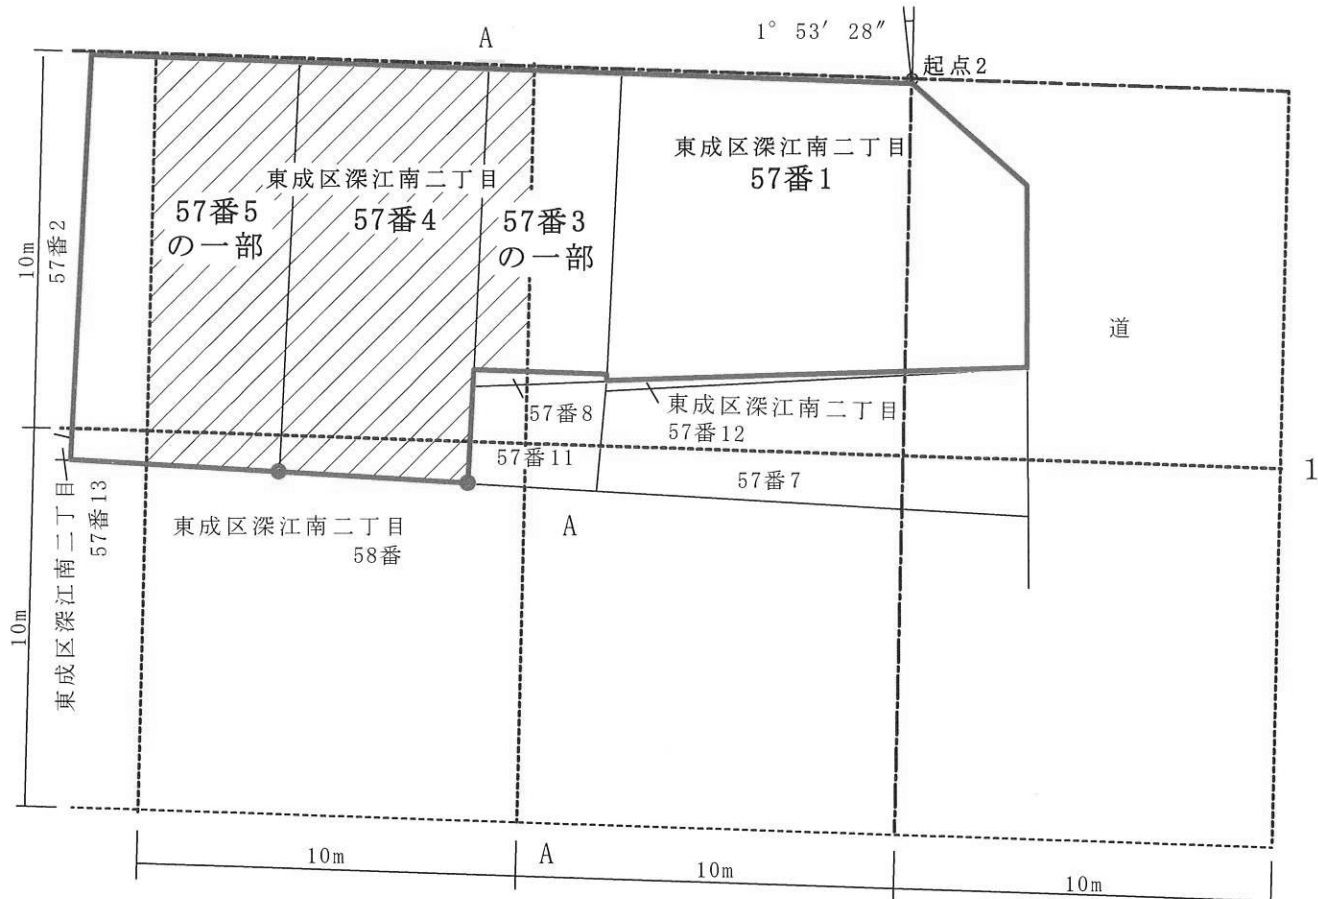 1° 53′ 28″
A
起点2
東成区深江南二丁目
57番1
東成区深江南二丁目
57番5
の一部
57番4
57番3
の一部
10m
57番2
道
57番8
東成区深江南二丁目
57番12
57番11
57番7
1
東成区深江南二丁目
57番13
東成区深江南二丁目
58番
A
10m
10m
A
10m
10m